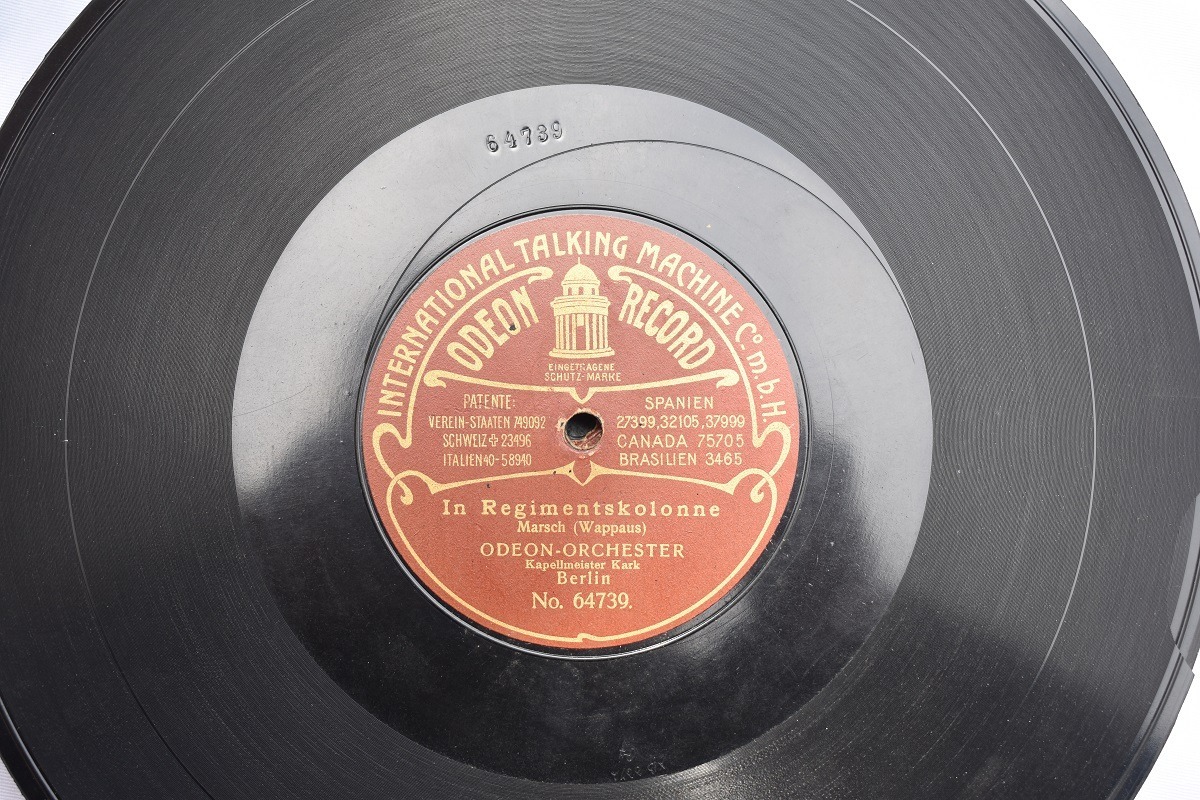 64739
INTERNATIONAL TALKING MACHINE Co. m. b. H.
ODEON RECORD
EINGETRAGENE
SCHUTZ-MARKE
PATENTE:
VEREIN-STAATEN 749092
SCHWEIZ 23496
ITALIEN 40-58940
SPANIEN
27399,32105,37999
CANADA 75705
BRASILIEN 3465
In Regimentskolonne
Marsch (Wappaus)
ODEON-ORCHESTER
Kapellmeister Kark
Berlin
No. 64739.